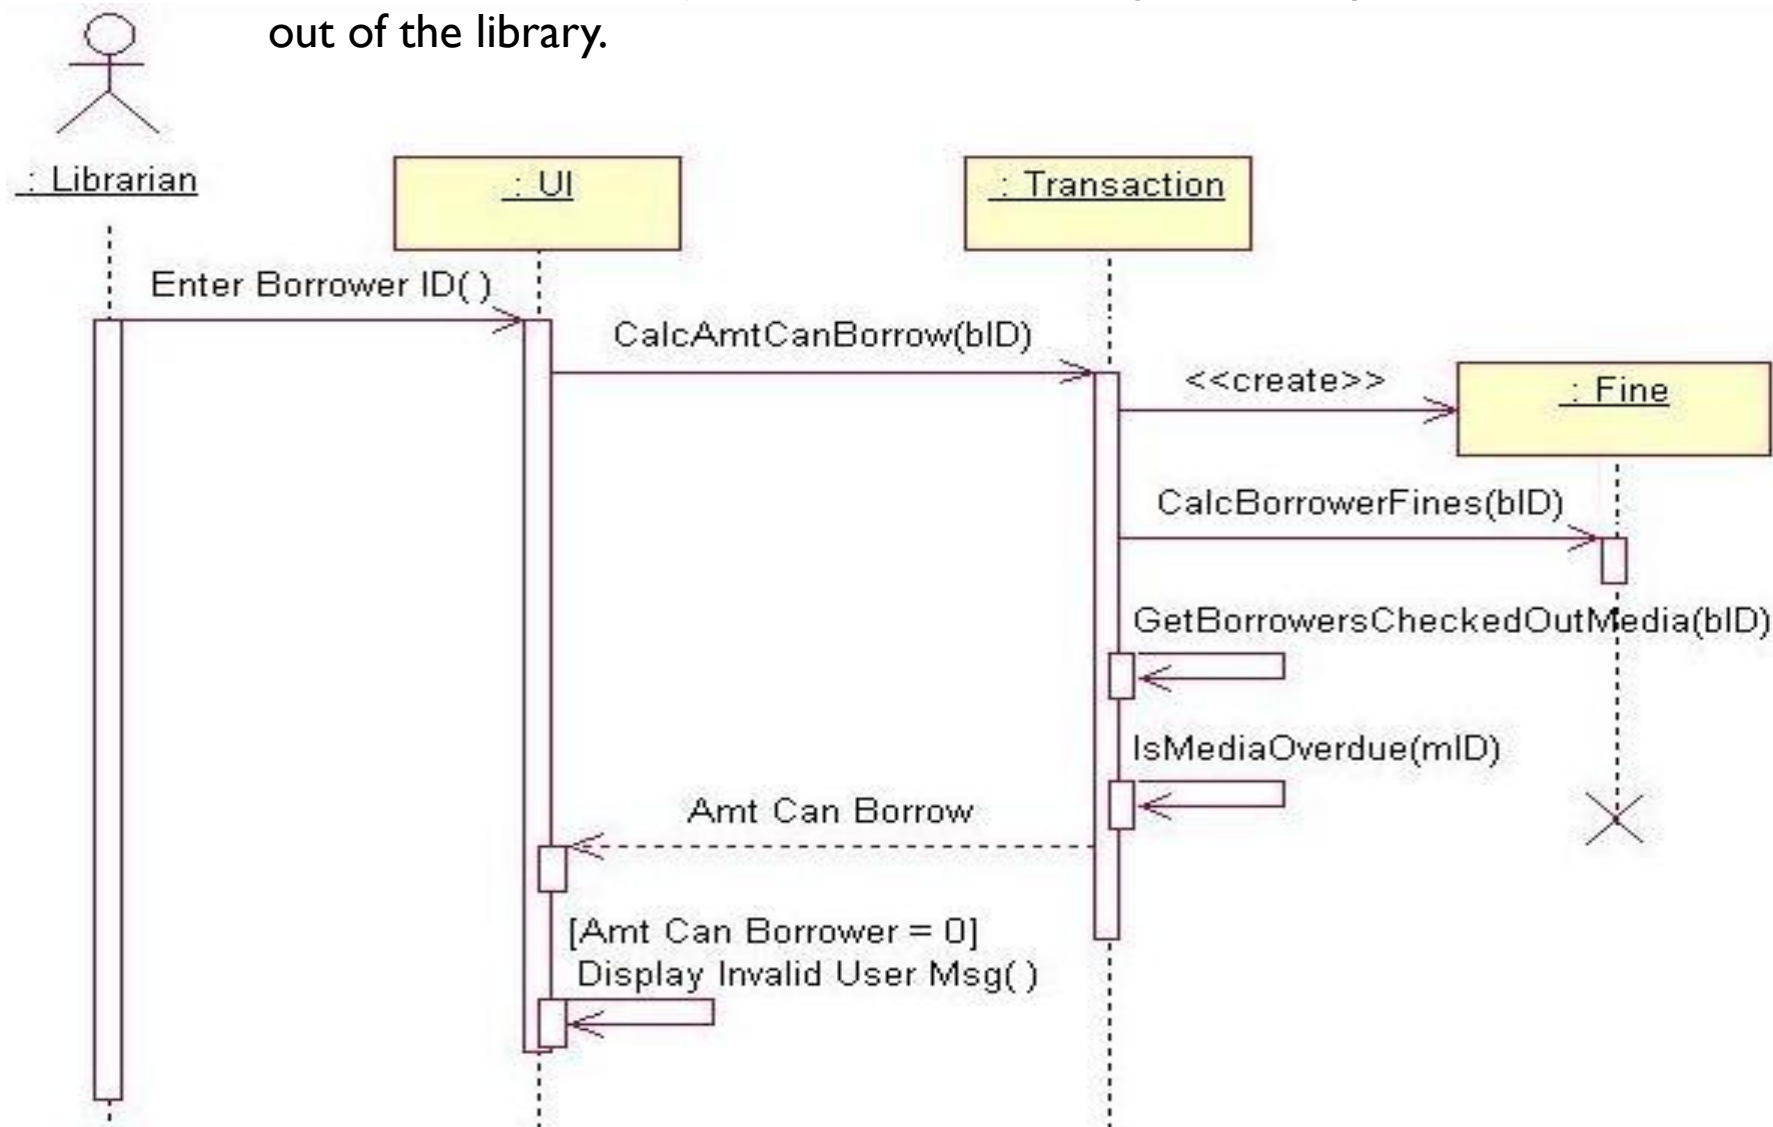 out of the library.
: Librarian
: UI
: Transaction
Enter Borrower ID( )
CalcAmtCanBorrow(bID)
<<create>>
: Fine
CalcBorrowerFines(bID)
GetBorrowersCheckedOutMedia(bID)
IsMediaOverdue(mID)
Amt Can Borrow
[Amt Can Borrower = 0]
Display Invalid User Msg( )